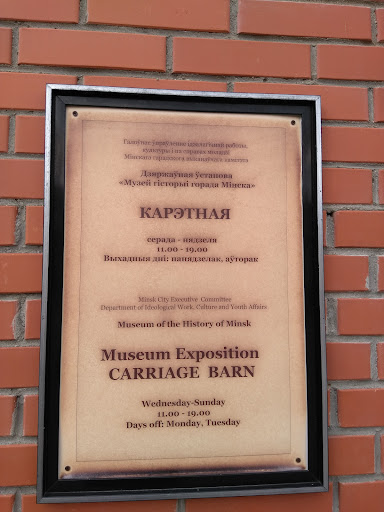 Галоўнае ўпраўленне ідэалагічнай работы,
культуры і па справах моладзі
Мінскага гарадскога выканаўчага камітэта
Дзяржаўная ўстанова
«Музей гісторыі горада Мінска»
КАРЭТНАЯ
серада - нядзеля
11.00 - 19.00
Выхадныя дні: панядзелак, аўторак
Minsk City Executive Committee
Department of Ideological Work, Culture and Youth Affairs
Museum of the History of Minsk
Museum Exposition
CARRIAGE BARN
Wednesday-Sunday
11.00 - 19.00
Days off: Monday, Tuesday